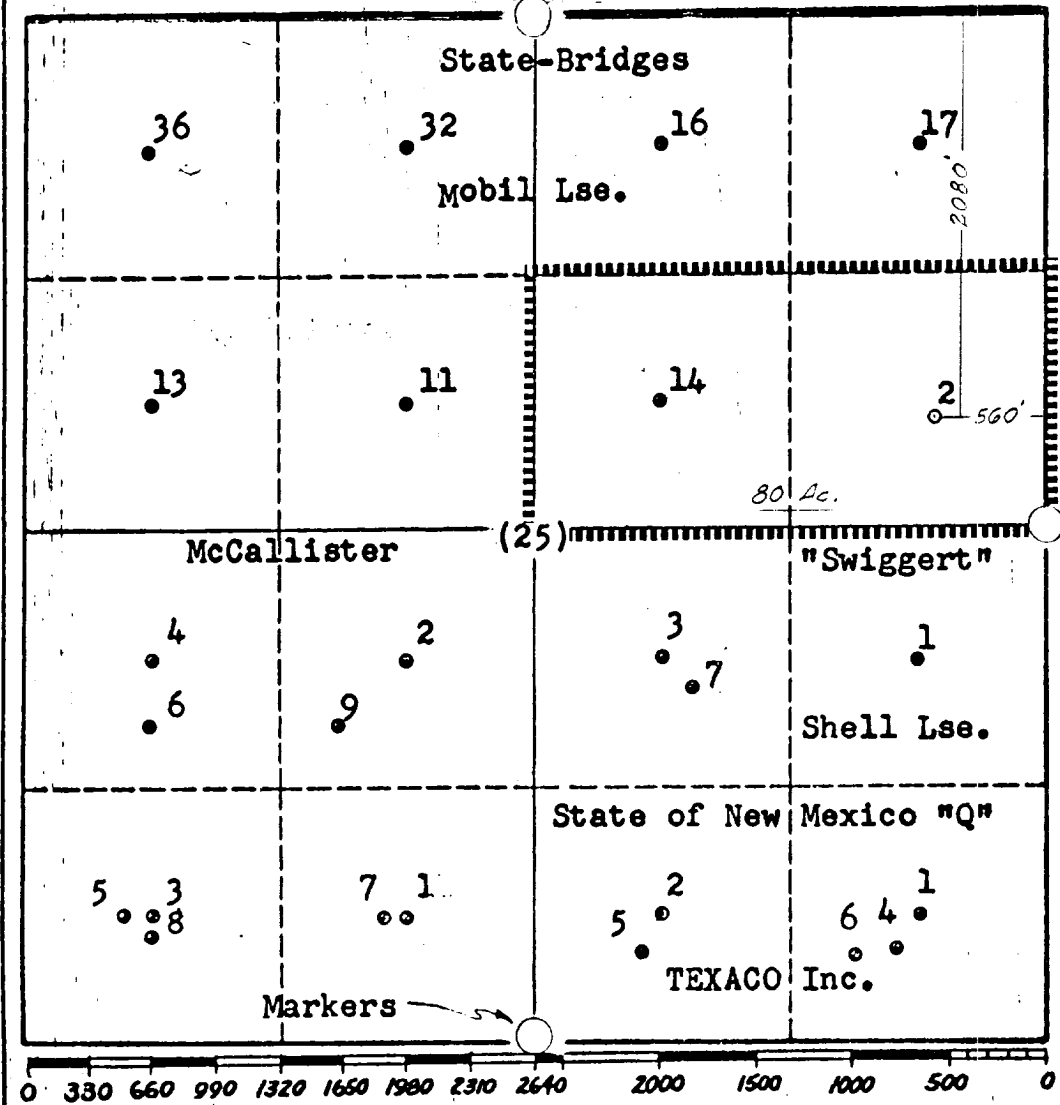 State-Bridges
36 32 16 17
Mobil Lse.
2080'
13 11 14 2
560'
80 Ac.
(25)
McCallister "Swiggert"
4 2 3 1
7
6 9
Shell Lse.
State of New Mexico "Q"
5 3 7 1 2 1
8 5 6 4
TEXACO Inc.
Markers
0 330 660 990 1320 1650 1980 2310 2640 2000 1500 1000 500 0